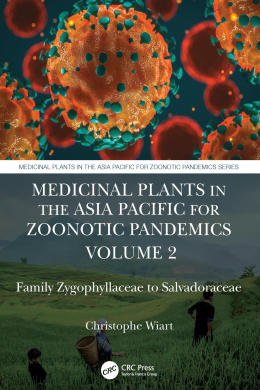 MEDICINAL PLANTS IN THE ASIA PACIFIC FOR ZOONOTIC PANDEMICS SERIES
MEDICINAL PLANTS IN
THE ASIA PACIFIC FOR
ZOONOTIC PANDEMICS
VOLUME 2
Family Zygophyllaceae to Salvadoraceae
Christophe Wiart
CRC
CRC Press
Taylor & Francis Group